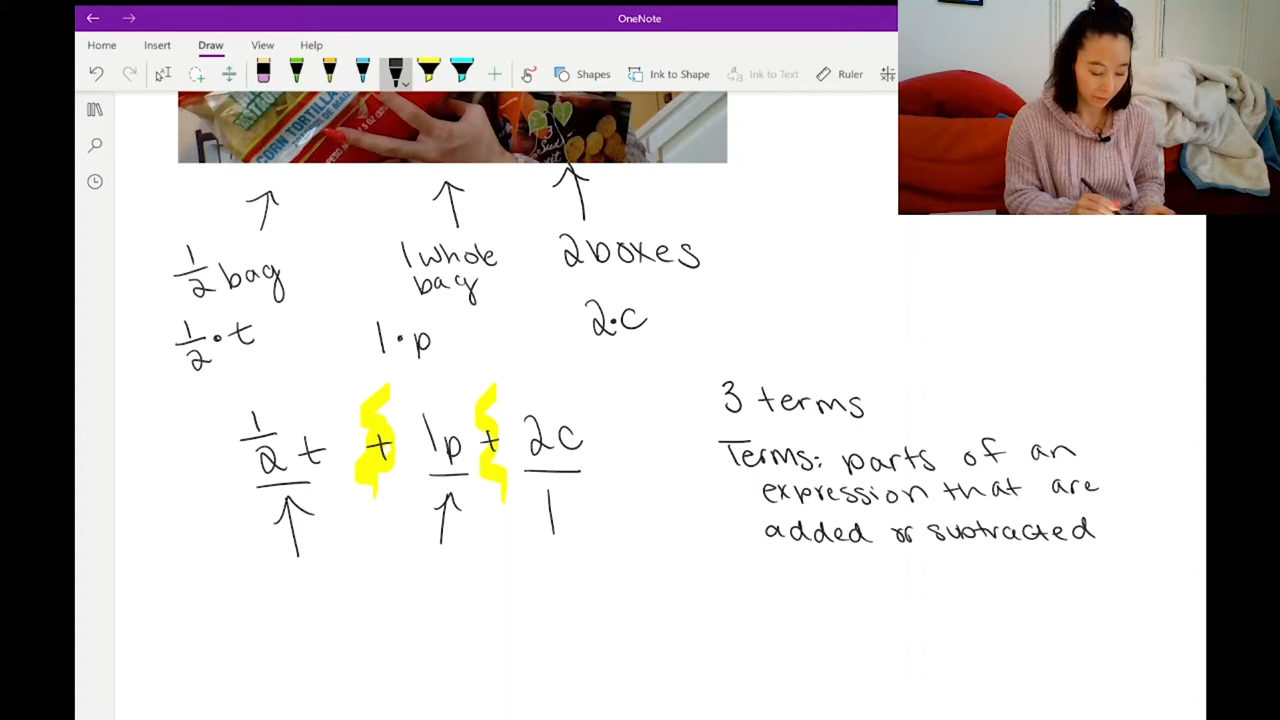 OneNote
Home Insert Draw View Help
Shapes Ink to Shape Ink to Text Ruler
CORN TORTILLA
1/2 bag
1 whole
bag
2 boxes
1/2 · t
1 · p
2 · c
1/2 t + 1p + 2c
3 terms
Terms: parts of an
expression that are
added or subtracted